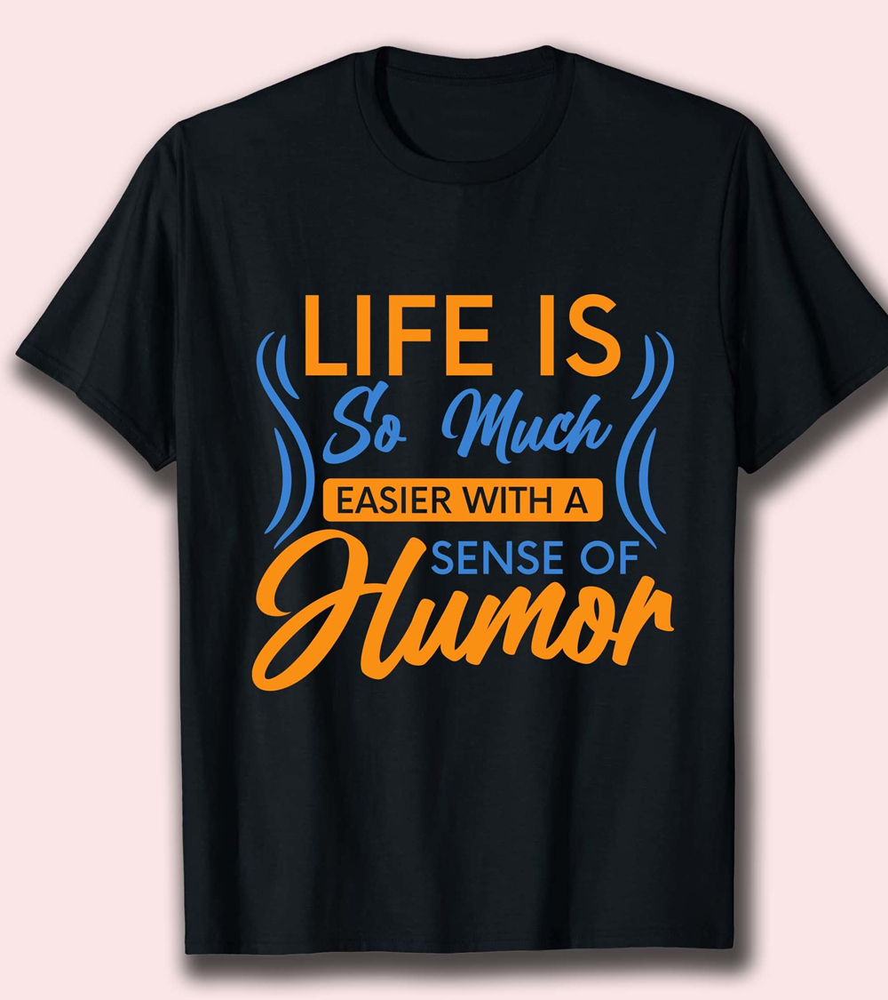 LIFE IS
So Much
EASIER WITH A
SENSE OF
Humor